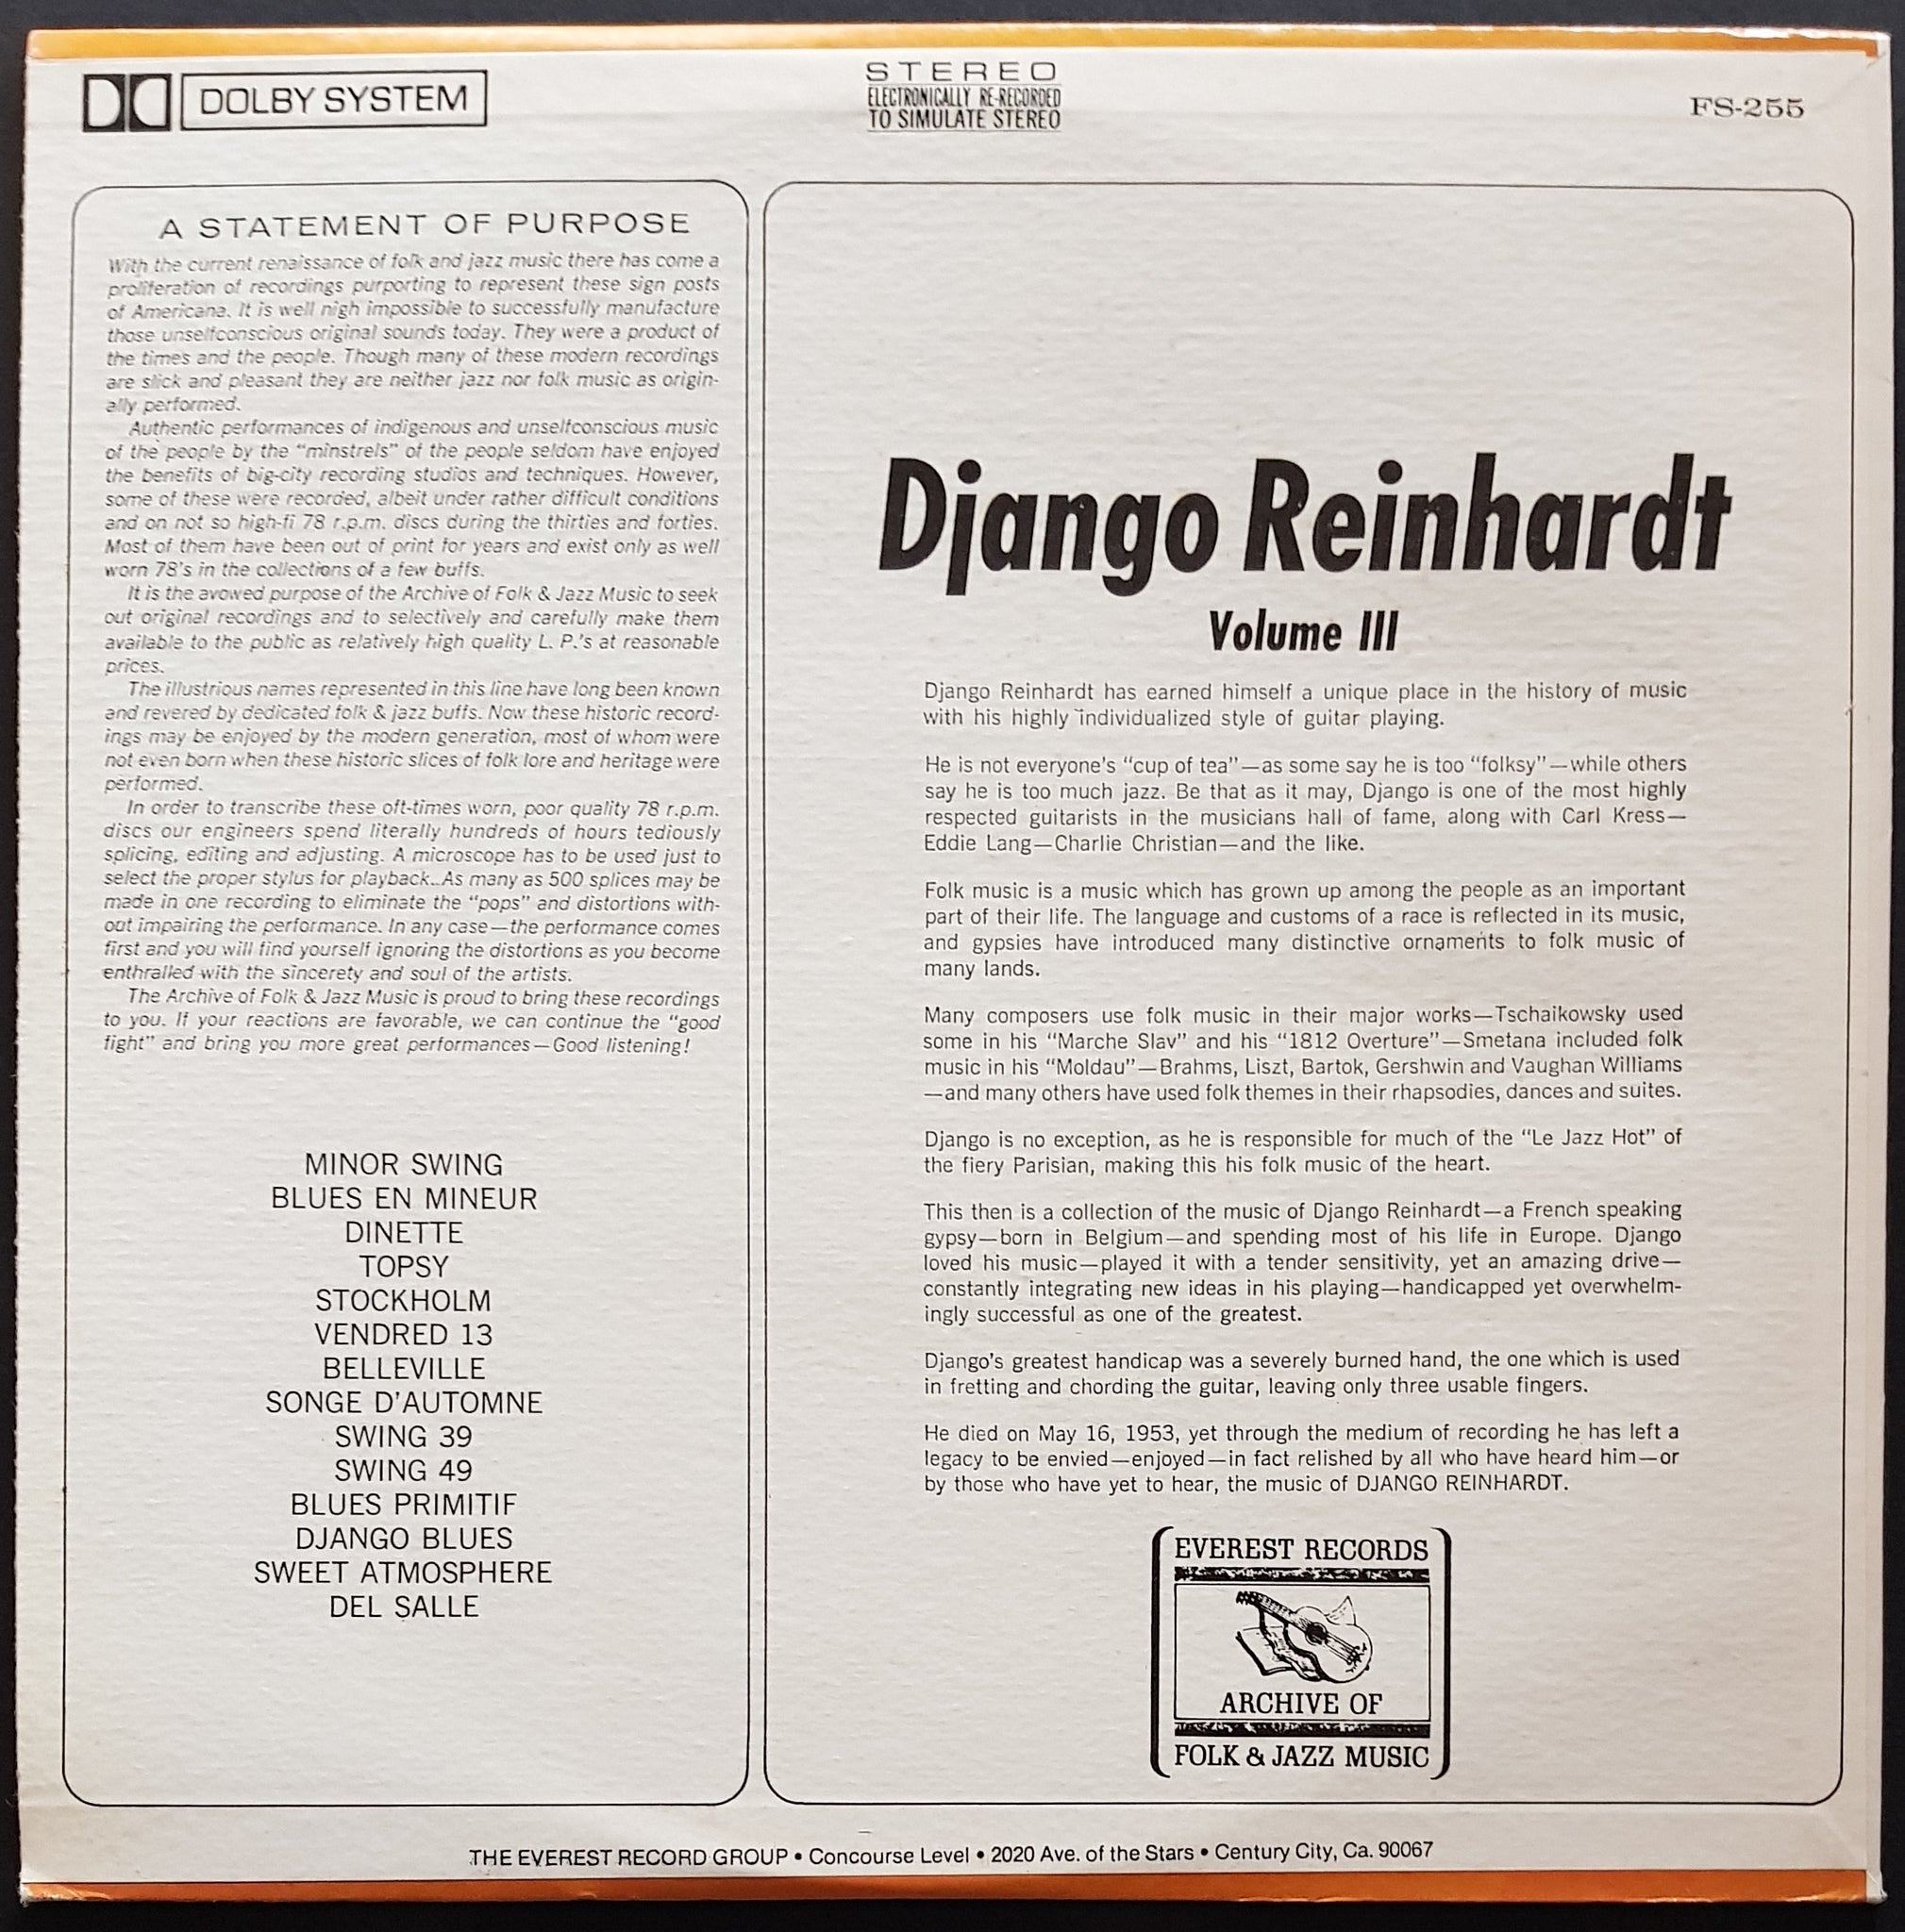 DOLBY SYSTEM
STEREO
ELECTRONICALLY RE-RECORDED
TO SIMULATE STEREO
FS-255
A STATEMENT OF PURPOSE
With the current renaissance of folk and jazz music there has come a
proliferation of recordings purporting to represent these sign posts
of Americana. It is well nigh impossible to successfully manufacture
those unselfconscious original sounds today. They were a product of
the times and the people. Though many of these modern recordings
are slick and pleasant they are neither jazz nor folk music as origin-
ally performed.
Authentic performances of indigenous and unselfconscious music
of the people by the “minstrels” of the people seldom have enjoyed
the benefits of big-city recording studios and techniques. However,
some of these were recorded, albeit under rather difficult conditions
and on not so high-fi 78 r.p.m. discs during the thirties and forties.
Most of them have been out of print for years and exist only as well
worn 78's in the collections of a few buffs.
It is the avowed purpose of the Archive of Folk & Jazz Music to seek
out original recordings and to selectively and carefully make them
available to the public as relatively high quality L. P.'s at reasonable
prices.
The illustrious names represented in this line have long been known
and revered by dedicated folk & jazz buffs. Now these historic record-
ings may be enjoyed by the modern generation, most of whom were
not even born when these historic slices of folk lore and heritage were
performed.
In order to transcribe these oft-times worn, poor quality 78 r.p.m.
discs our engineers spend literally hundreds of hours tediously
splicing, editing and adjusting. A microscope has to be used just to
select the proper stylus for playback. As many as 500 splices may be
made in one recording to eliminate the “pops” and distortions with-
out impairing the performance. In any case—the performance comes
first and you will find yourself ignoring the distortions as you become
enthralled with the sincerety and soul of the artists.
The Archive of Folk & Jazz Music is proud to bring these recordings
to you. If your reactions are favorable, we can continue the “good
fight” and bring you more great performances—Good listening!
MINOR SWING
BLUES EN MINEUR
DINETTE
TOPSY
STOCKHOLM
VENDRED 13
BELLEVILLE
SONGE D'AUTOMNE
SWING 39
SWING 49
BLUES PRIMITIF
DJANGO BLUES
SWEET ATMOSPHERE
DEL SALLE
Django Reinhardt
Volume III
Django Reinhardt has earned himself a unique place in the history of music
with his highly individualized style of guitar playing.
He is not everyone's “cup of tea”—as some say he is too “folksy”—while others
say he is too much jazz. Be that as it may, Django is one of the most highly
respected guitarists in the musicians hall of fame, along with Carl Kress—
Eddie Lang—Charlie Christian—and the like.
Folk music is a music which has grown up among the people as an important
part of their life. The language and customs of a race is reflected in its music,
and gypsies have introduced many distinctive ornaments to folk music of
many lands.
Many composers use folk music in their major works—Tschaikowsky used
some in his “Marche Slav” and his “1812 Overture”—Smetana included folk
music in his “Moldau”—Brahms, Liszt, Bartok, Gershwin and Vaughan Williams
—and many others have used folk themes in their rhapsodies, dances and suites.
Django is no exception, as he is responsible for much of the “Le Jazz Hot” of
the fiery Parisian, making this his folk music of the heart.
This then is a collection of the music of Django Reinhardt—a French speaking
gypsy—born in Belgium—and spending most of his life in Europe. Django
loved his music—played it with a tender sensitivity, yet an amazing drive—
constantly integrating new ideas in his playing—handicapped yet overwhelm-
ingly successful as one of the greatest.
Django's greatest handicap was a severely burned hand, the one which is used
in fretting and chording the guitar, leaving only three usable fingers.
He died on May 16, 1953, yet through the medium of recording he has left a
legacy to be envied—enjoyed—in fact relished by all who have heard him—or
by those who have yet to hear, the music of DJANGO REINHARDT.
EVEREST RECORDS
ARCHIVE OF
FOLK & JAZZ MUSIC
THE EVEREST RECORD GROUP • Concourse Level • 2020 Ave. of the Stars • Century City, Ca. 90067